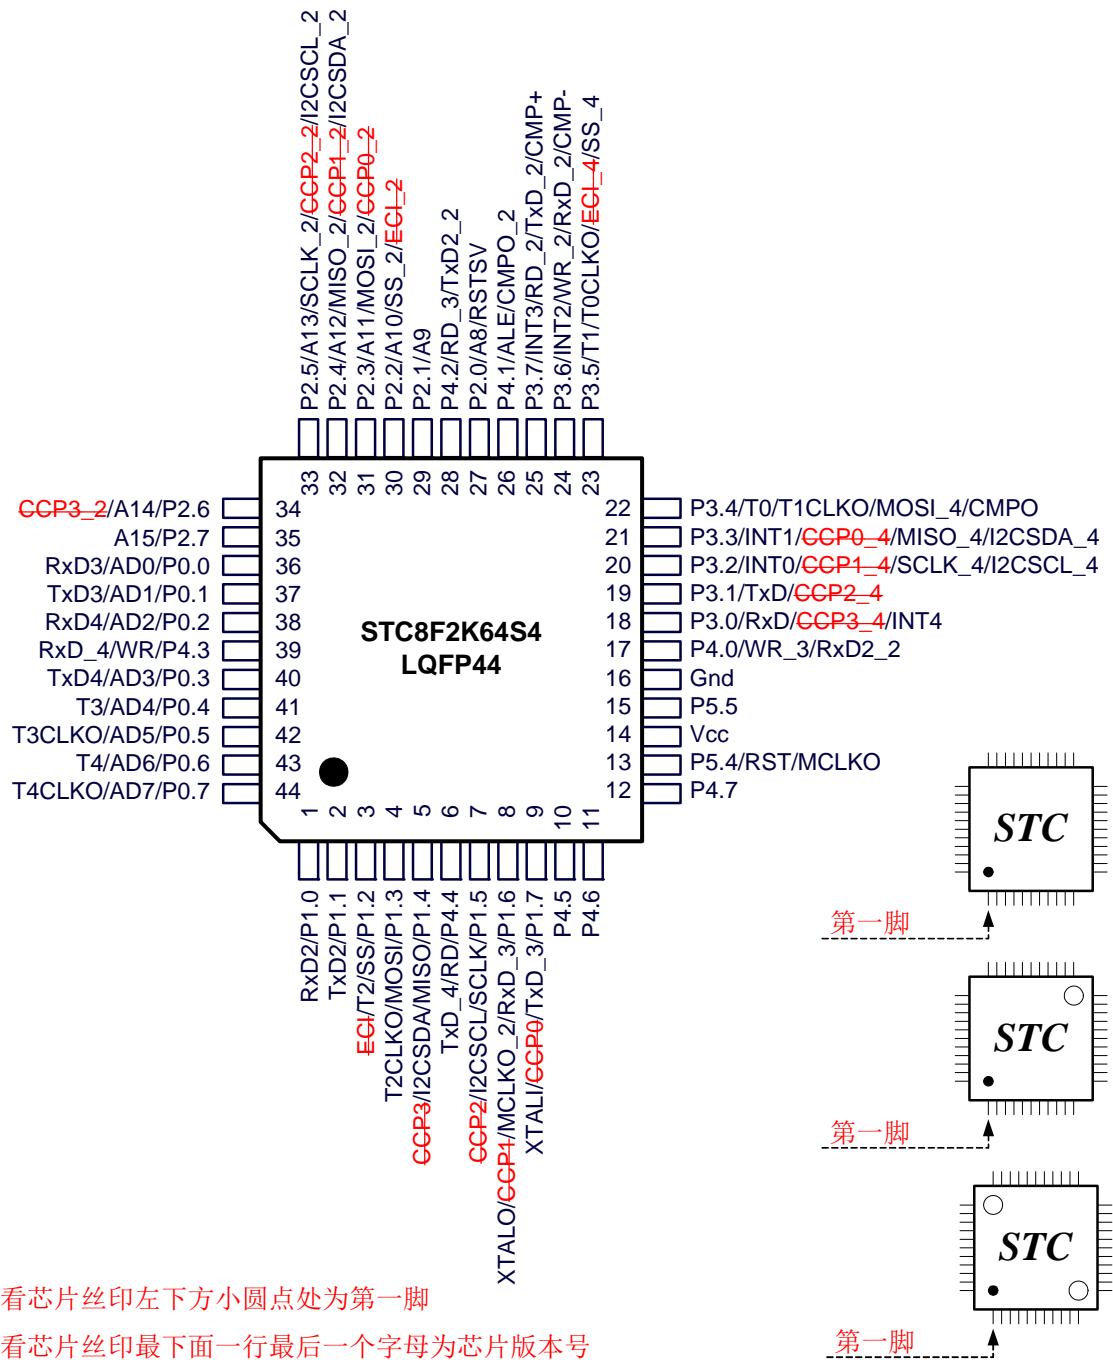 P2.5/A13/SCLK_2/CCP2_2/I2CSCL_2
P2.4/A12/MISO_2/CCP1_2/I2CSDA_2
P2.3/A11/MOSI_2/CCP0_2
P2.2/A10/SS_2/ECI_2
P2.1/A9
P4.2/RD_3/TxD2_2
P2.0/A8/RSTSV
P4.1/ALE/CMPO_2
P3.7/INT3/RD_2/TxD_2/CMP+
P3.6/INT2/WR_2/RxD_2/CMP-
P3.5/T1/T0CLKO/ECI_4/SS_4
33 32 31 30 29 28 27 26 25 24 23
CCP3_2/A14/P2.6 34
A15/P2.7 35
RxD3/AD0/P0.0 36
TxD3/AD1/P0.1 37
RxD4/AD2/P0.2 38
RxD_4/WR/P4.3 39
TxD4/AD3/P0.3 40
T3/AD4/P0.4 41
T3CLKO/AD5/P0.5 42
T4/AD6/P0.6 43
T4CLKO/AD7/P0.7 44
STC8F2K64S4
LQFP44
22 P3.4/T0/T1CLKO/MOSI_4/CMPO
21 P3.3/INT1/CCP0_4/MISO_4/I2CSDA_4
20 P3.2/INT0/CCP1_4/SCLK_4/I2CSCL_4
19 P3.1/TxD/CCP2_4
18 P3.0/RxD/CCP3_4/INT4
17 P4.0/WR_3/RxD2_2
16 Gnd
15 P5.5
14 Vcc
13 P5.4/RST/MCLKO
12 P4.7
1 2 3 4 5 6 7 8 9 10 11
RxD2/P1.0
TxD2/P1.1
ECI/T2/SS/P1.2
T2CLKO/MOSI/P1.3
CCP3/I2CSDA/MISO/P1.4
TxD_4/RD/P4.4
CCP2/I2CSCL/SCLK/P1.5
XTALO/CCP1/MCLKO_2/RxD_3/P1.6
XTALI/CCP0/TxD_3/P1.7
P4.5
P4.6
STC
第一脚
STC
第一脚
STC
第一脚
看芯片丝印左下方小圆点处为第一脚
看芯片丝印最下面一行最后一个字母为芯片版本号